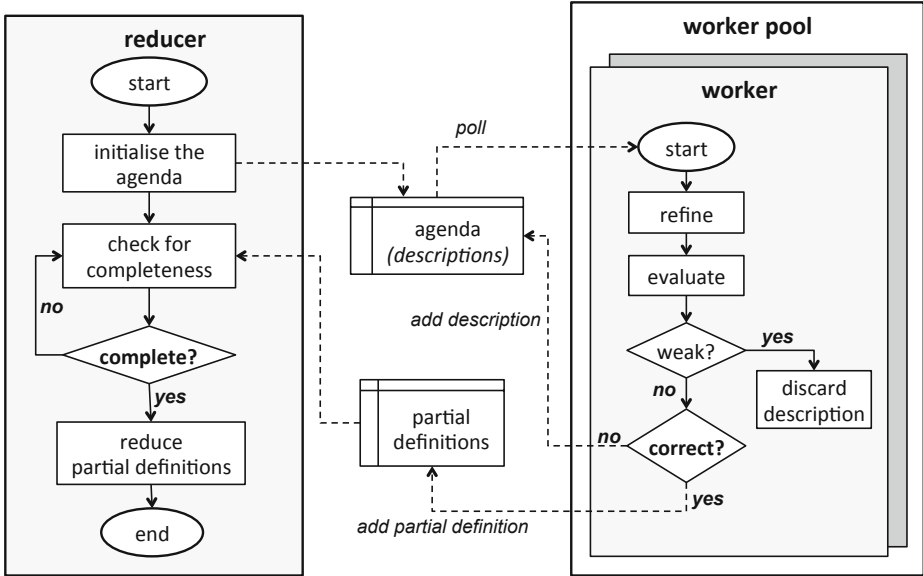 reducer
start
initialise the
agenda
check for
completeness
no
complete?
yes
reduce
partial definitions
end
poll
agenda
(descriptions)
add description
partial
definitions
add partial definition
worker pool
worker
start
refine
evaluate
weak?
yes
discard
description
no
correct?
no
yes